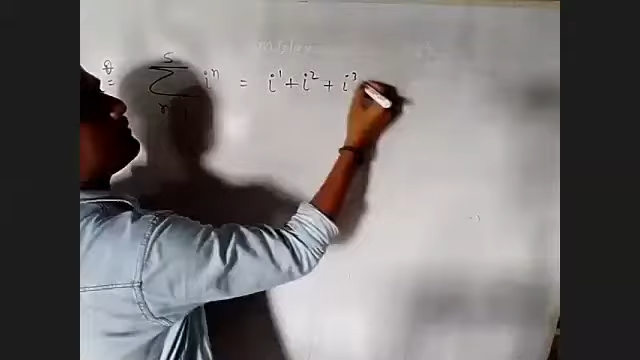 Q = 5 ∑ n=1 iⁿ = i¹ + i² + i³